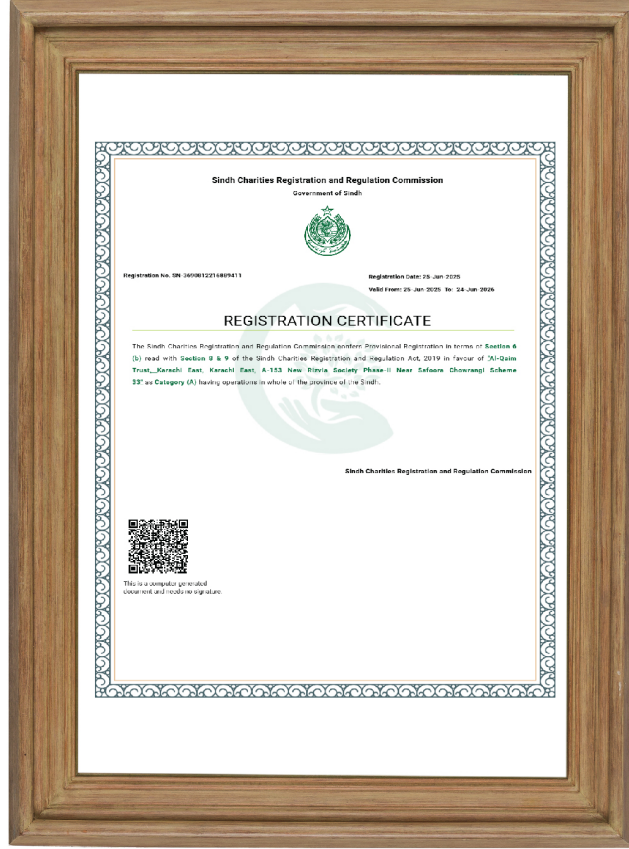 Sindh Charities Registration and Regulation Commission
Government of Sindh
Registration No. SN-3690812216889411
Registration Date: 25-Jun-2025
Valid From: 25-Jun-2025 To: 24-Jun-2026
REGISTRATION CERTIFICATE
The Sindh Charities Registration and Regulation Commission confers Provisional Registration in terms of Section 6
(b) read with Section 8 & 9 of the Sindh Charities Registration and Regulation Act, 2019 in favour of "Al-Qaim
Trust,_Karachi East, Karachi East, A-153 New Rizvia Society Phase-II Near Safoora Chowrangi Scheme
33" as Category (A) having operations in whole of the province of the Sindh.
Sindh Charities Registration and Regulation Commission
This is a computer generated
document and needs no signature.